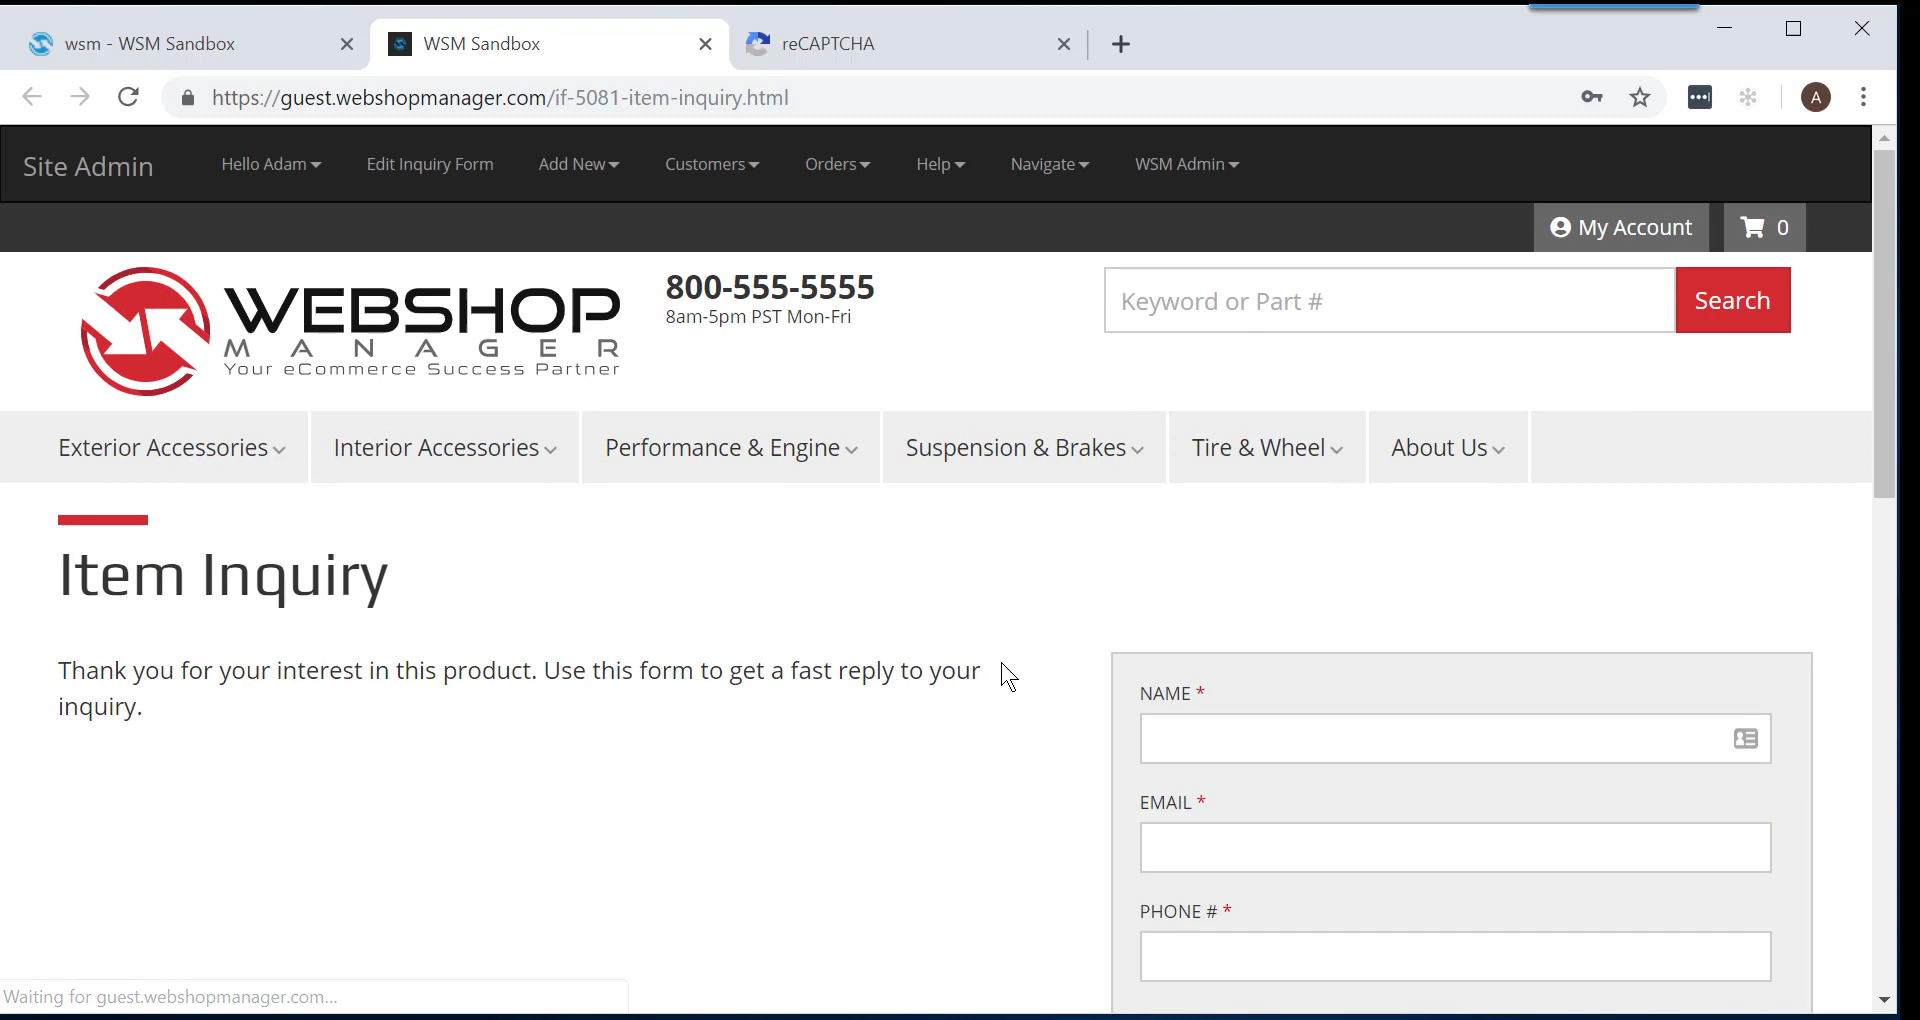 wsm - WSM Sandbox
WSM Sandbox
reCAPTCHA
https://guest.webshopmanager.com/if-5081-item-inquiry.html
A
Site Admin
Hello Adam
Edit Inquiry Form
Add New
Customers
Orders
Help
Navigate
WSM Admin
My Account
0
WEBSHOP
MANAGER
Your eCommerce Success Partner
800-555-5555
8am-5pm PST Mon-Fri
Keyword or Part #
Search
Exterior Accessories
Interior Accessories
Performance & Engine
Suspension & Brakes
Tire & Wheel
About Us
Item Inquiry
Thank you for your interest in this product. Use this form to get a fast reply to your
inquiry.
NAME *
EMAIL *
PHONE # *
Waiting for guest.webshopmanager.com...